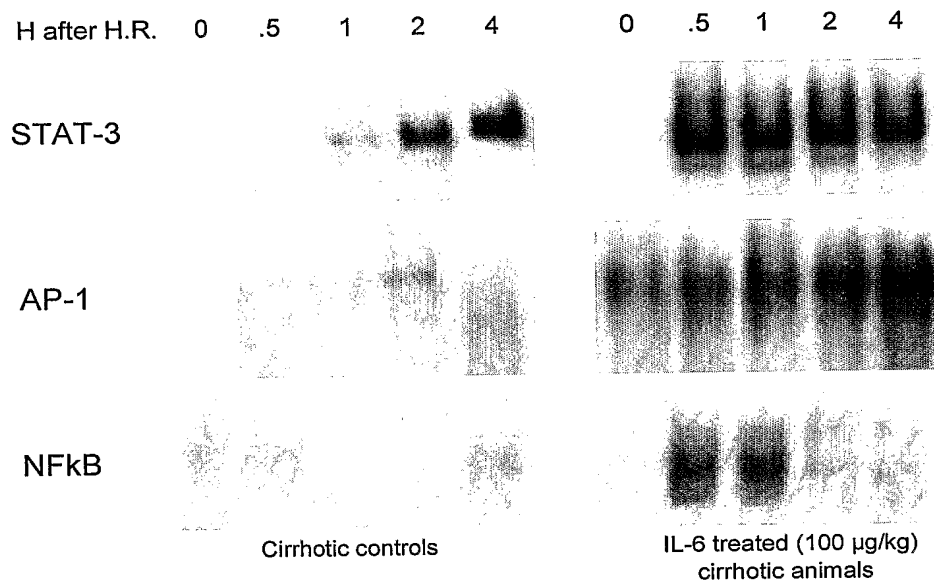 H after H.R. 0 .5 1 2 4 0 .5 1 2 4
STAT-3
AP-1
NFkB
Cirrhotic controls
IL-6 treated (100 µg/kg)
cirrhotic animals